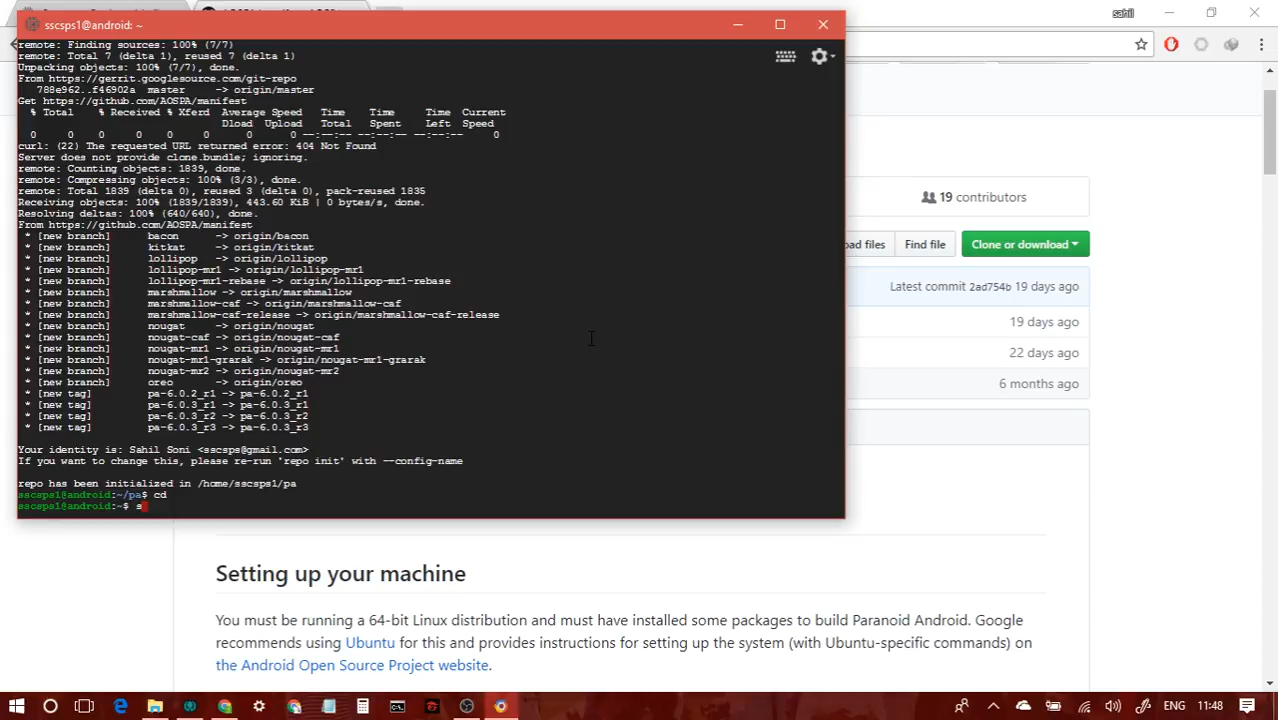 sscsps1@android: ~
sahil
remote: Finding sources: 100% (7/7)
remote: Total 7 (delta 1), reused 7 (delta 1)
Unpacking objects: 100% (7/7), done.
From https://gerrit.googlesource.com/git-repo
788e962..f46902a  master     -> origin/master
Get https://github.com/AOSPA/manifest
% Total    % Received % Xferd  Average Speed   Time    Time     Time  Current
Dload  Upload   Total   Spent    Left  Speed
0     0    0     0    0     0      0      0 --:--:-- --:--:-- --:--:--     0
curl: (22) The requested URL returned error: 404 Not Found
Server does not provide clone.bundle; ignoring.
remote: Counting objects: 1839, done.
remote: Compressing objects: 100% (3/3), done.
remote: Total 1839 (delta 0), reused 3 (delta 0), pack-reused 1835
Receiving objects: 100% (1839/1839), 443.60 KiB | 0 bytes/s, done.
Resolving deltas: 100% (640/640), done.
From https://github.com/AOSPA/manifest
* [new branch]      bacon      -> origin/bacon
* [new branch]      kitkat     -> origin/kitkat
* [new branch]      lollipop   -> origin/lollipop
* [new branch]      lollipop-mr1 -> origin/lollipop-mr1
* [new branch]      lollipop-mr1-rebase -> origin/lollipop-mr1-rebase
* [new branch]      marshmallow -> origin/marshmallow
* [new branch]      marshmallow-caf -> origin/marshmallow-caf
* [new branch]      marshmallow-caf-release -> origin/marshmallow-caf-release
* [new branch]      nougat     -> origin/nougat
* [new branch]      nougat-caf -> origin/nougat-caf
* [new branch]      nougat-mr1 -> origin/nougat-mr1
* [new branch]      nougat-mr1-grarak -> origin/nougat-mr1-grarak
* [new branch]      nougat-mr2 -> origin/nougat-mr2
* [new branch]      oreo       -> origin/oreo
* [new tag]         pa-6.0.2_r1 -> pa-6.0.2_r1
* [new tag]         pa-6.0.3_r1 -> pa-6.0.3_r1
* [new tag]         pa-6.0.3_r2 -> pa-6.0.3_r2
* [new tag]         pa-6.0.3_r3 -> pa-6.0.3_r3
Your identity is: Sahil Soni <sscsps@gmail.com>
If you want to change this, please re-run 'repo init' with --config-name
repo has been initialized in /home/sscsps1/pa
sscsps1@android:~/pa$ cd
sscsps1@android:~$ s
19 contributors
oad files
Find file
Clone or download
Latest commit 2ad754b 19 days ago
19 days ago
22 days ago
6 months ago
Setting up your machine
You must be running a 64-bit Linux distribution and must have installed some packages to build Paranoid Android. Google
recommends using Ubuntu for this and provides instructions for setting up the system (with Ubuntu-specific commands) on
the Android Open Source Project website.
ENG
11:48